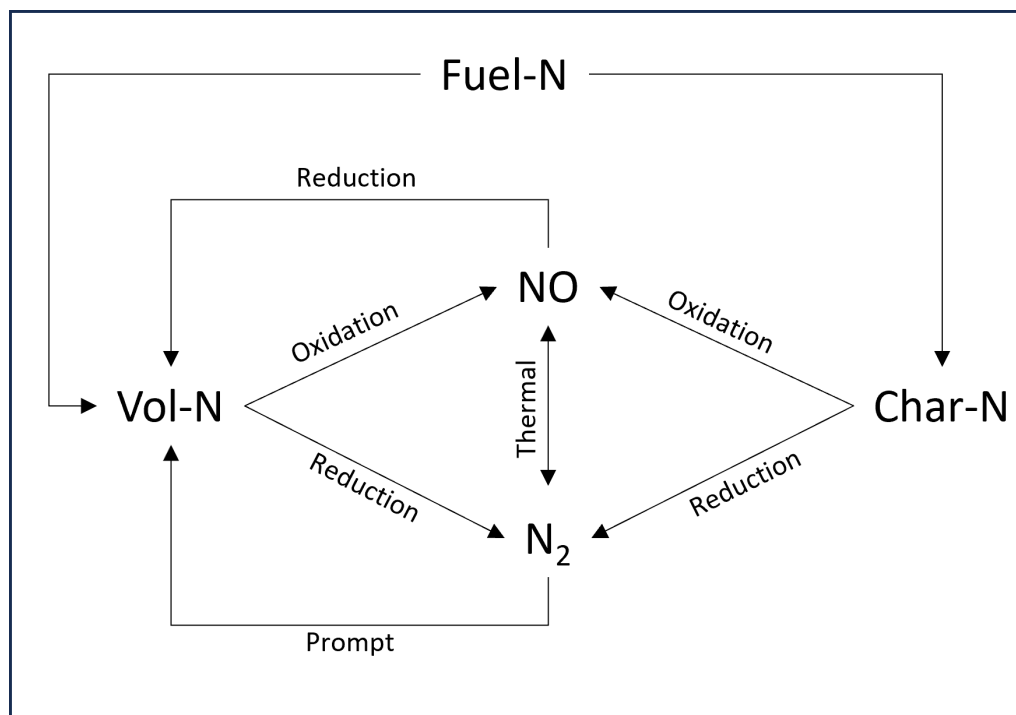 Fuel-N
Reduction
NO
Oxidation
Oxidation
Vol-N
Thermal
Char-N
Reduction
Reduction
N₂
Prompt